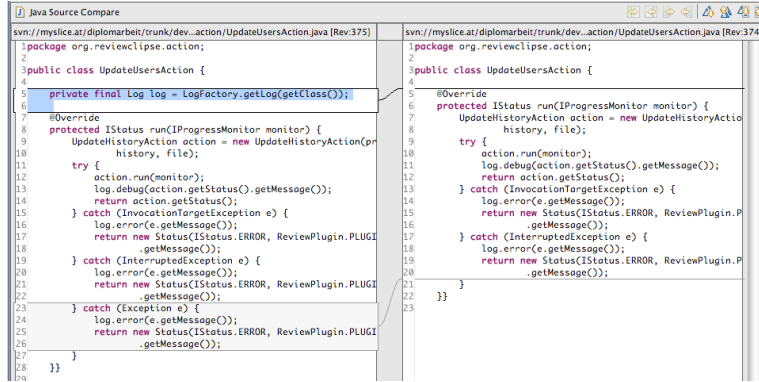 Java Source Compare
svn://myslice.at/diplomarbeit/trunk/dev...action/UpdateUsersAction.java [Rev:375]
1 package org.reviewclipse.action;
2
3 public class UpdateUsersAction {
4
5 private final Log log = LogFactory.getLog(getClass());
6
7 @Override
8 protected IStatus run(IProgressMonitor monitor) {
9 UpdateHistoryAction action = new UpdateHistoryAction(pr
10 history, file);
11 try {
12 action.run(monitor);
13 log.debug(action.getStatus().getMessage());
14 return action.getStatus();
15 } catch (InvocationTargetException e) {
16 log.error(e.getMessage());
17 return new Status(IStatus.ERROR, ReviewPlugin.PLUGI
18 .getMessage());
19 } catch (InterruptedException e) {
20 log.error(e.getMessage());
21 return new Status(IStatus.ERROR, ReviewPlugin.PLUGI
22 .getMessage());
23 } catch (Exception e) {
24 log.error(e.getMessage());
25 return new Status(IStatus.ERROR, ReviewPlugin.PLUGI
26 .getMessage());
27 }
28 }}
29
svn://myslice.at/diplomarbeit/trunk/dev...action/UpdateUsersAction.java [Rev:374
1 package org.reviewclipse.action;
2
3 public class UpdateUsersAction {
4
5 @Override
6 protected IStatus run(IProgressMonitor monitor) {
7 UpdateHistoryAction action = new UpdateHistoryActio
8 history, file);
9 try {
10 action.run(monitor);
11 log.debug(action.getStatus().getMessage());
12 return action.getStatus();
13 } catch (InvocationTargetException e) {
14 log.error(e.getMessage());
15 return new Status(IStatus.ERROR, ReviewPlugin.P
16 .getMessage());
17 } catch (InterruptedException e) {
18 log.error(e.getMessage());
19 return new Status(IStatus.ERROR, ReviewPlugin.P
20 .getMessage());
21 }
22 }}
23